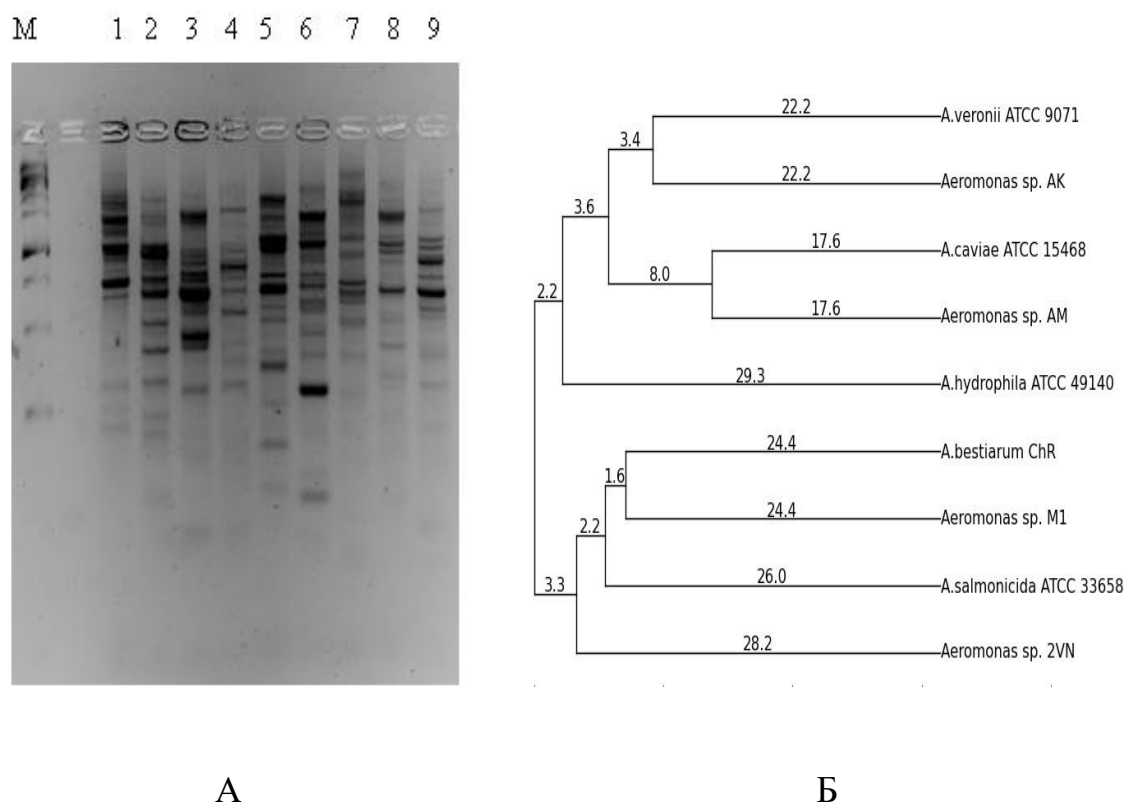 M 1 2 3 4 5 6 7 8 9
22.2
A.veronii ATCC 9071
3.4
22.2
Aeromonas sp. AK
3.6
17.6
A.caviae ATCC 15468
8.0
17.6
Aeromonas sp. AM
2.2
29.3
A.hydrophila ATCC 49140
24.4
A.bestiarum ChR
1.6
24.4
Aeromonas sp. M1
2.2
26.0
A.salmonicida ATCC 33658
3.3
28.2
Aeromonas sp. 2VN
А Б